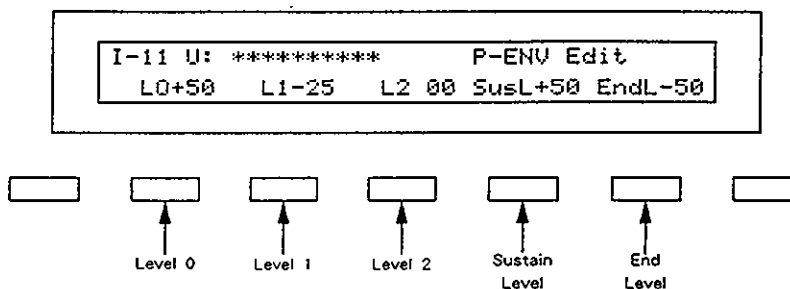 I-11 U: ********** P-ENV Edit
L0+50 L1-25 L2 00 SusL+50 EndL-50
Level 0 Level 1 Level 2 Sustain Level End Level